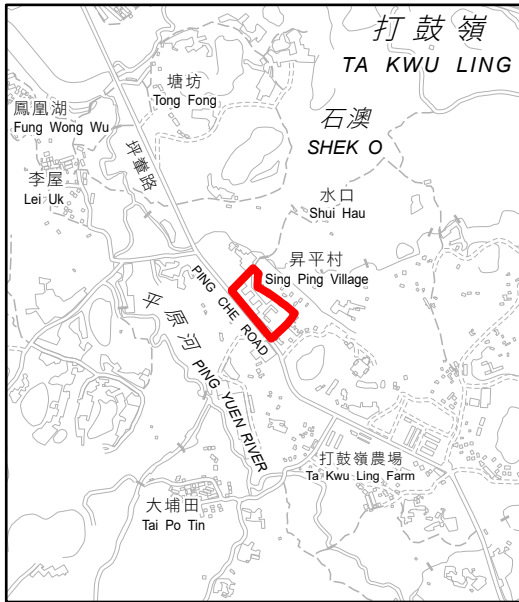 打鼓嶺
TA KWU LING
塘坊
Tong Fong
鳳凰湖
Fung Wong Wu
石澳
SHEK O
坪輋路
李屋
Lei Uk
水口
Shui Hau
昇平村
Sing Ping Village
PING CHE ROAD
平原河 PING YUEN RIVER
打鼓嶺農場
Ta Kwu Ling Farm
大埔田
Tai Po Tin